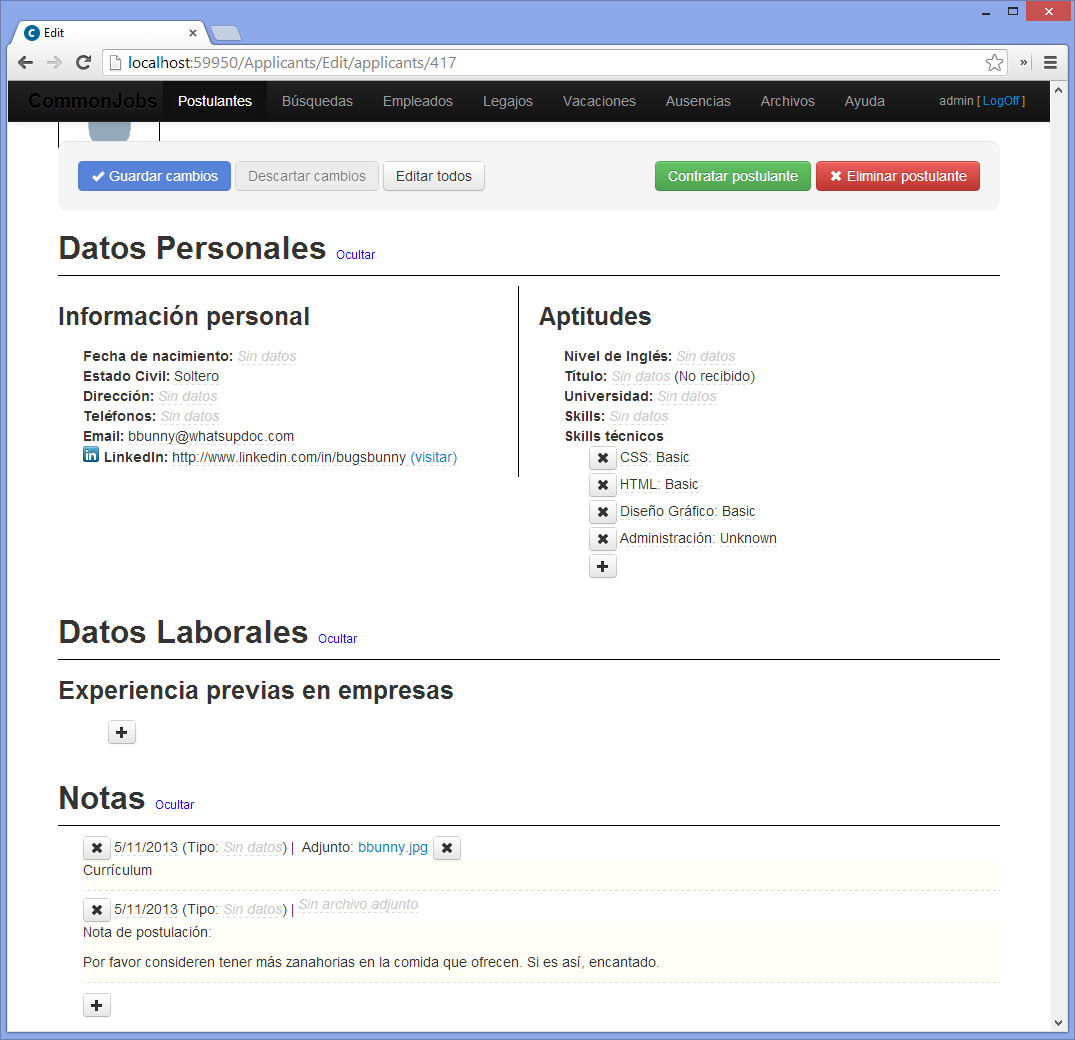 Edit
localhost:59950/Applicants/Edit/applicants/417
CommonJobs Postulantes Búsquedas Empleados Legajos Vacaciones Ausencias Archivos Ayuda admin [ LogOff ]
Guardar cambios Descartar cambios Editar todos Contratar postulante Eliminar postulante
Datos Personales Ocultar
Información personal
Fecha de nacimiento: Sin datos
Estado Civil: Soltero
Dirección: Sin datos
Teléfonos: Sin datos
Email: bbunny@whatsupdoc.com
in LinkedIn: http://www.linkedin.com/in/bugsbunny (visitar)
Aptitudes
Nivel de Inglés: Sin datos
Título: Sin datos (No recibido)
Universidad: Sin datos
Skills: Sin datos
Skills técnicos
CSS: Basic
HTML: Basic
Diseño Gráfico: Basic
Administración: Unknown
Datos Laborales Ocultar
Experiencia previas en empresas
Notas Ocultar
5/11/2013 (Tipo: Sin datos) | Adjunto: bbunny.jpg
Currículum
5/11/2013 (Tipo: Sin datos) | Sin archivo adjunto
Nota de postulación:
Por favor consideren tener más zanahorias en la comida que ofrecen. Si es así, encantado.